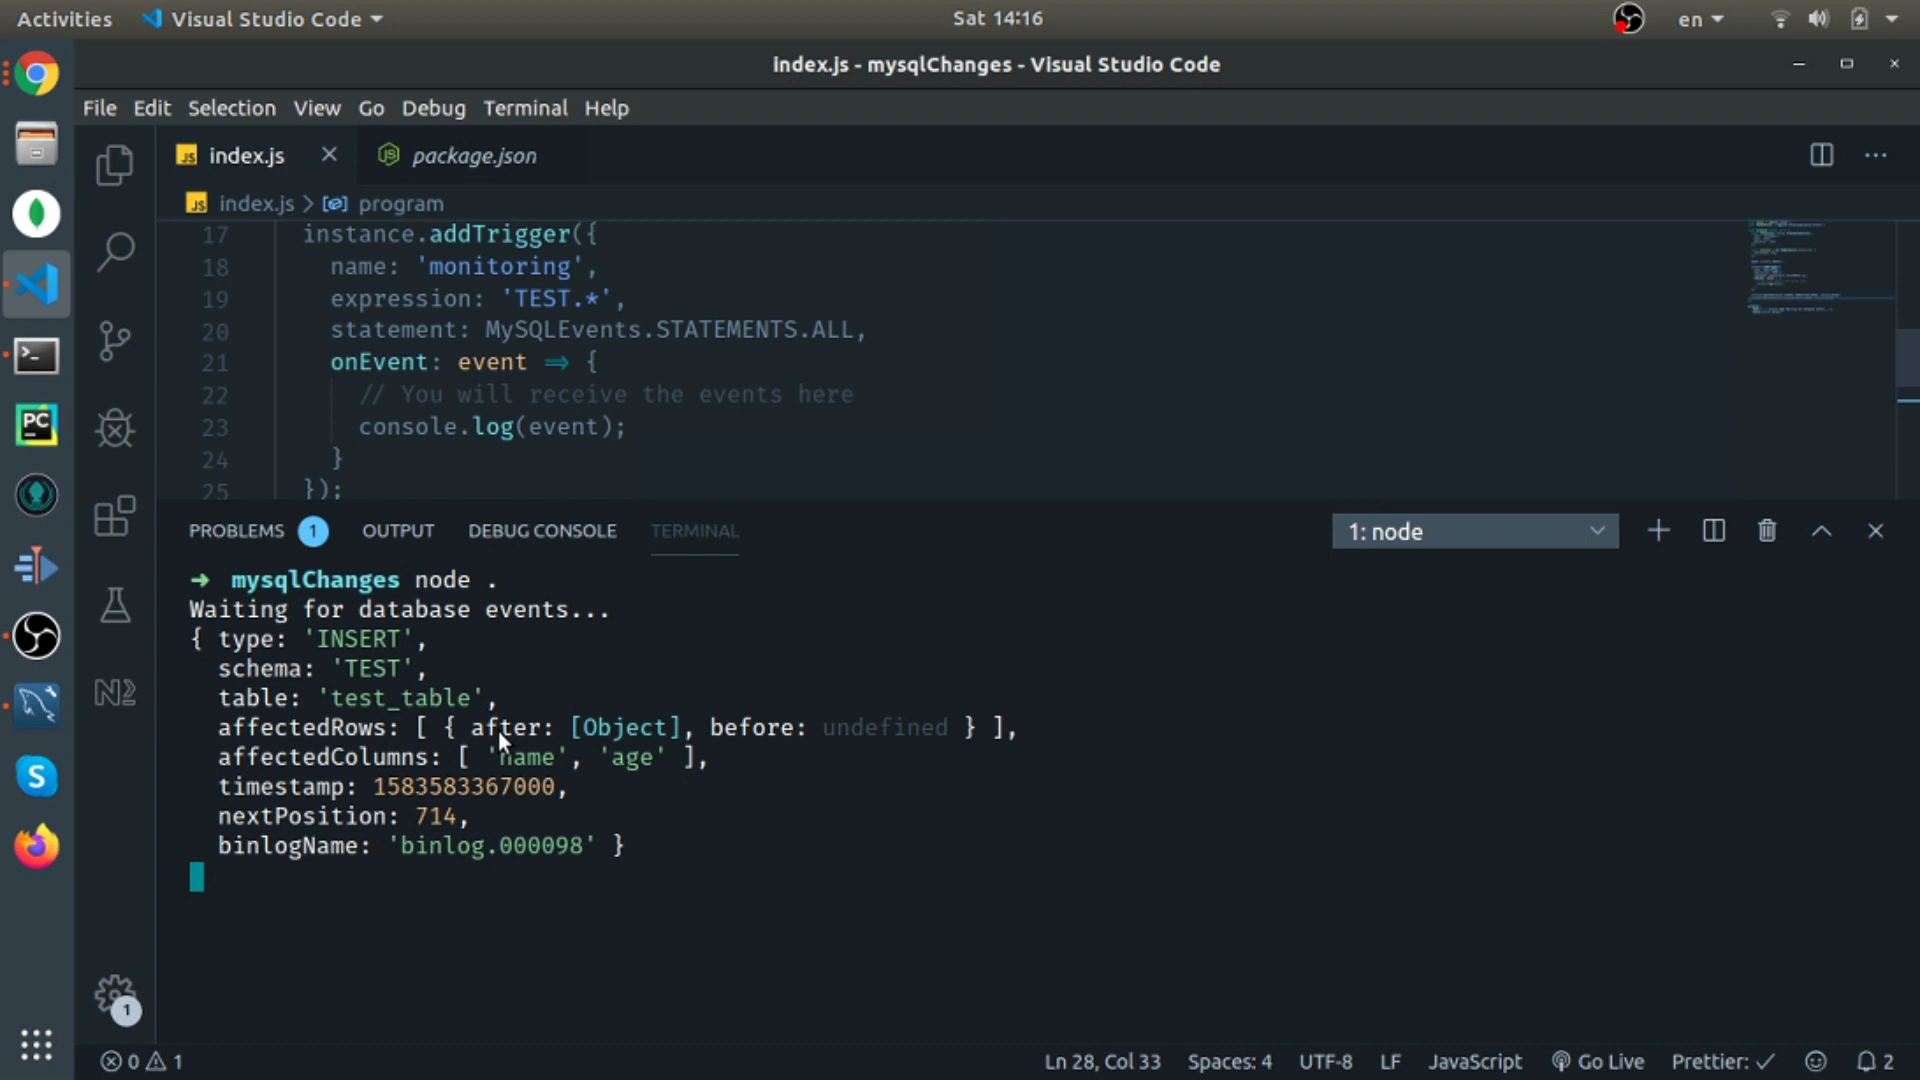 Activities Visual Studio Code Sat 14:16 en
index.js - mysqlChanges - Visual Studio Code
File Edit Selection View Go Debug Terminal Help
JS index.js package.json
JS index.js > program
17 instance.addTrigger({
18 name: 'monitoring',
19 expression: 'TEST.*',
20 statement: MySQLEvents.STATEMENTS.ALL,
21 onEvent: event => {
22 // You will receive the events here
23 console.log(event);
24 }
25 });
PROBLEMS 1 OUTPUT DEBUG CONSOLE TERMINAL 1: node
➜ mysqlChanges node .
Waiting for database events...
{ type: 'INSERT',
schema: 'TEST',
table: 'test_table',
affectedRows: [ { after: [Object], before: undefined } ],
affectedColumns: [ 'name', 'age' ],
timestamp: 1583583367000,
nextPosition: 714,
binlogName: 'binlog.000098' }
PC
N
S
1
0 1 Ln 28, Col 33 Spaces: 4 UTF-8 LF JavaScript Go Live Prettier: ✓ 2